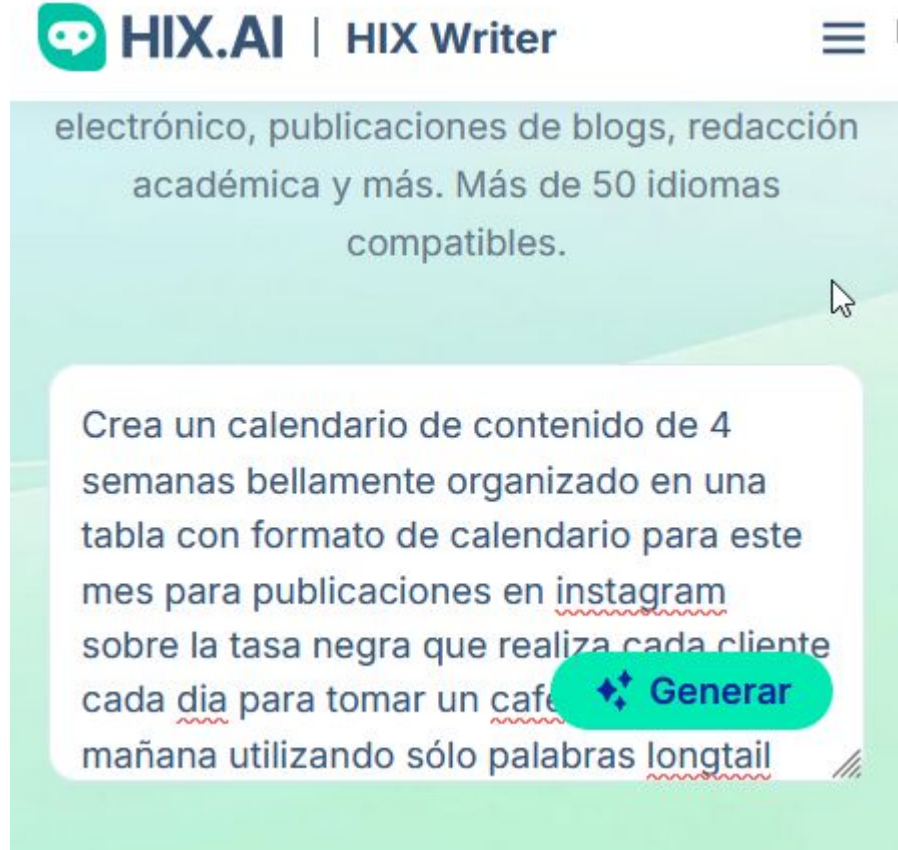 HIX.AI | HIX Writer
electrónico, publicaciones de blogs, redacción
académica y más. Más de 50 idiomas
compatibles.
Crea un calendario de contenido de 4
semanas bellamente organizado en una
tabla con formato de calendario para este
mes para publicaciones en instagram
sobre la tasa negra que realiza cada cliente
cada dia para tomar un cafe
Generar
mañana utilizando sólo palabras longtail